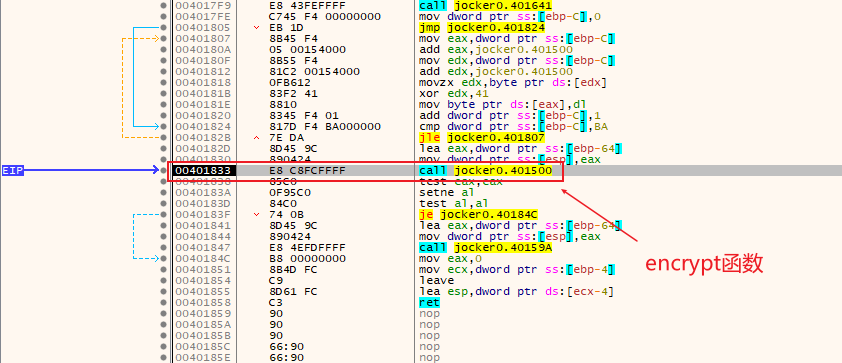 004017F9 E8 43FEFFFF call jocker0.401641
004017FE C745 F4 00000000 mov dword ptr ss:[ebp-C],0
00401805 EB 1D jmp jocker0.401824
00401807 8B45 F4 mov eax,dword ptr ss:[ebp-C]
0040180A 05 00154000 add eax,jocker0.401500
0040180F 8B55 F4 mov edx,dword ptr ss:[ebp-C]
00401812 81C2 00154000 add edx,jocker0.401500
00401818 0FB612 movzx edx,byte ptr ds:[edx]
0040181B 83F2 41 xor edx,41
0040181E 8810 mov byte ptr ds:[eax],dl
00401820 8345 F4 01 add dword ptr ss:[ebp-C],1
00401824 817D F4 BA000000 cmp dword ptr ss:[ebp-C],BA
0040182B 7E DA jle jocker0.401807
0040182D 8D45 9C lea eax,dword ptr ss:[ebp-64]
00401830 890424 mov dword ptr ss:[esp],eax
EIP 00401833 E8 C8FCFFFF call jocker0.401500
00401838 85C0 test eax,eax
0040183A 0F95C0 setne al
0040183D 84C0 test al,al
0040183F 74 0B je jocker0.40184C
00401841 8D45 9C lea eax,dword ptr ss:[ebp-64]
00401844 890424 mov dword ptr ss:[esp],eax
00401847 E8 4EFDFFFF call jocker0.40159A
0040184C B8 00000000 mov eax,0
00401851 8B4D FC mov ecx,dword ptr ss:[ebp-4]
00401854 C9 leave
00401855 8D61 FC lea esp,dword ptr ds:[ecx-4]
00401858 C3 ret
00401859 90 nop
0040185A 90 nop
0040185B 90 nop
0040185C 66:90 nop
0040185E 66:90 nop
encrypt函数